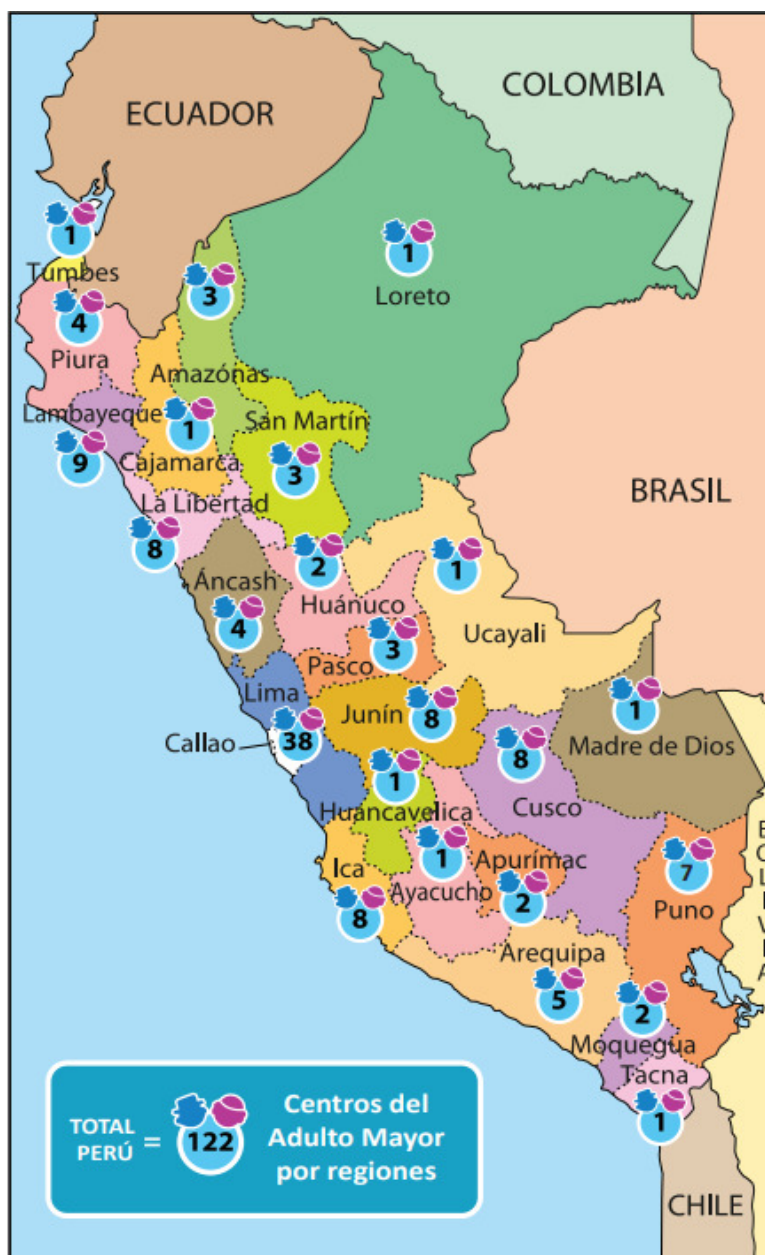 COLOMBIA
ECUADOR
1
Tumbes
1
Loreto
3
4
Piura
Amazónas
Lambayeque
San Martín
1
9
Cajamarca
3
La Libertad
8
BRASIL
2
1
Áncash
Huánuco
4
Ucayali
3
Pasco
Lima
1
Junín
8
Madre de Dios
Callao
38
8
1
Cusco
Huancavelica
1
Apurímac
7
Ica
Ayacucho
2
Puno
8
Arequipa
5
2
Moquegua
Tacna
1
CHILE
B
O
L
I
V
I
A
TOTAL
PERÚ =
122
Centros del
Adulto Mayor
por regiones